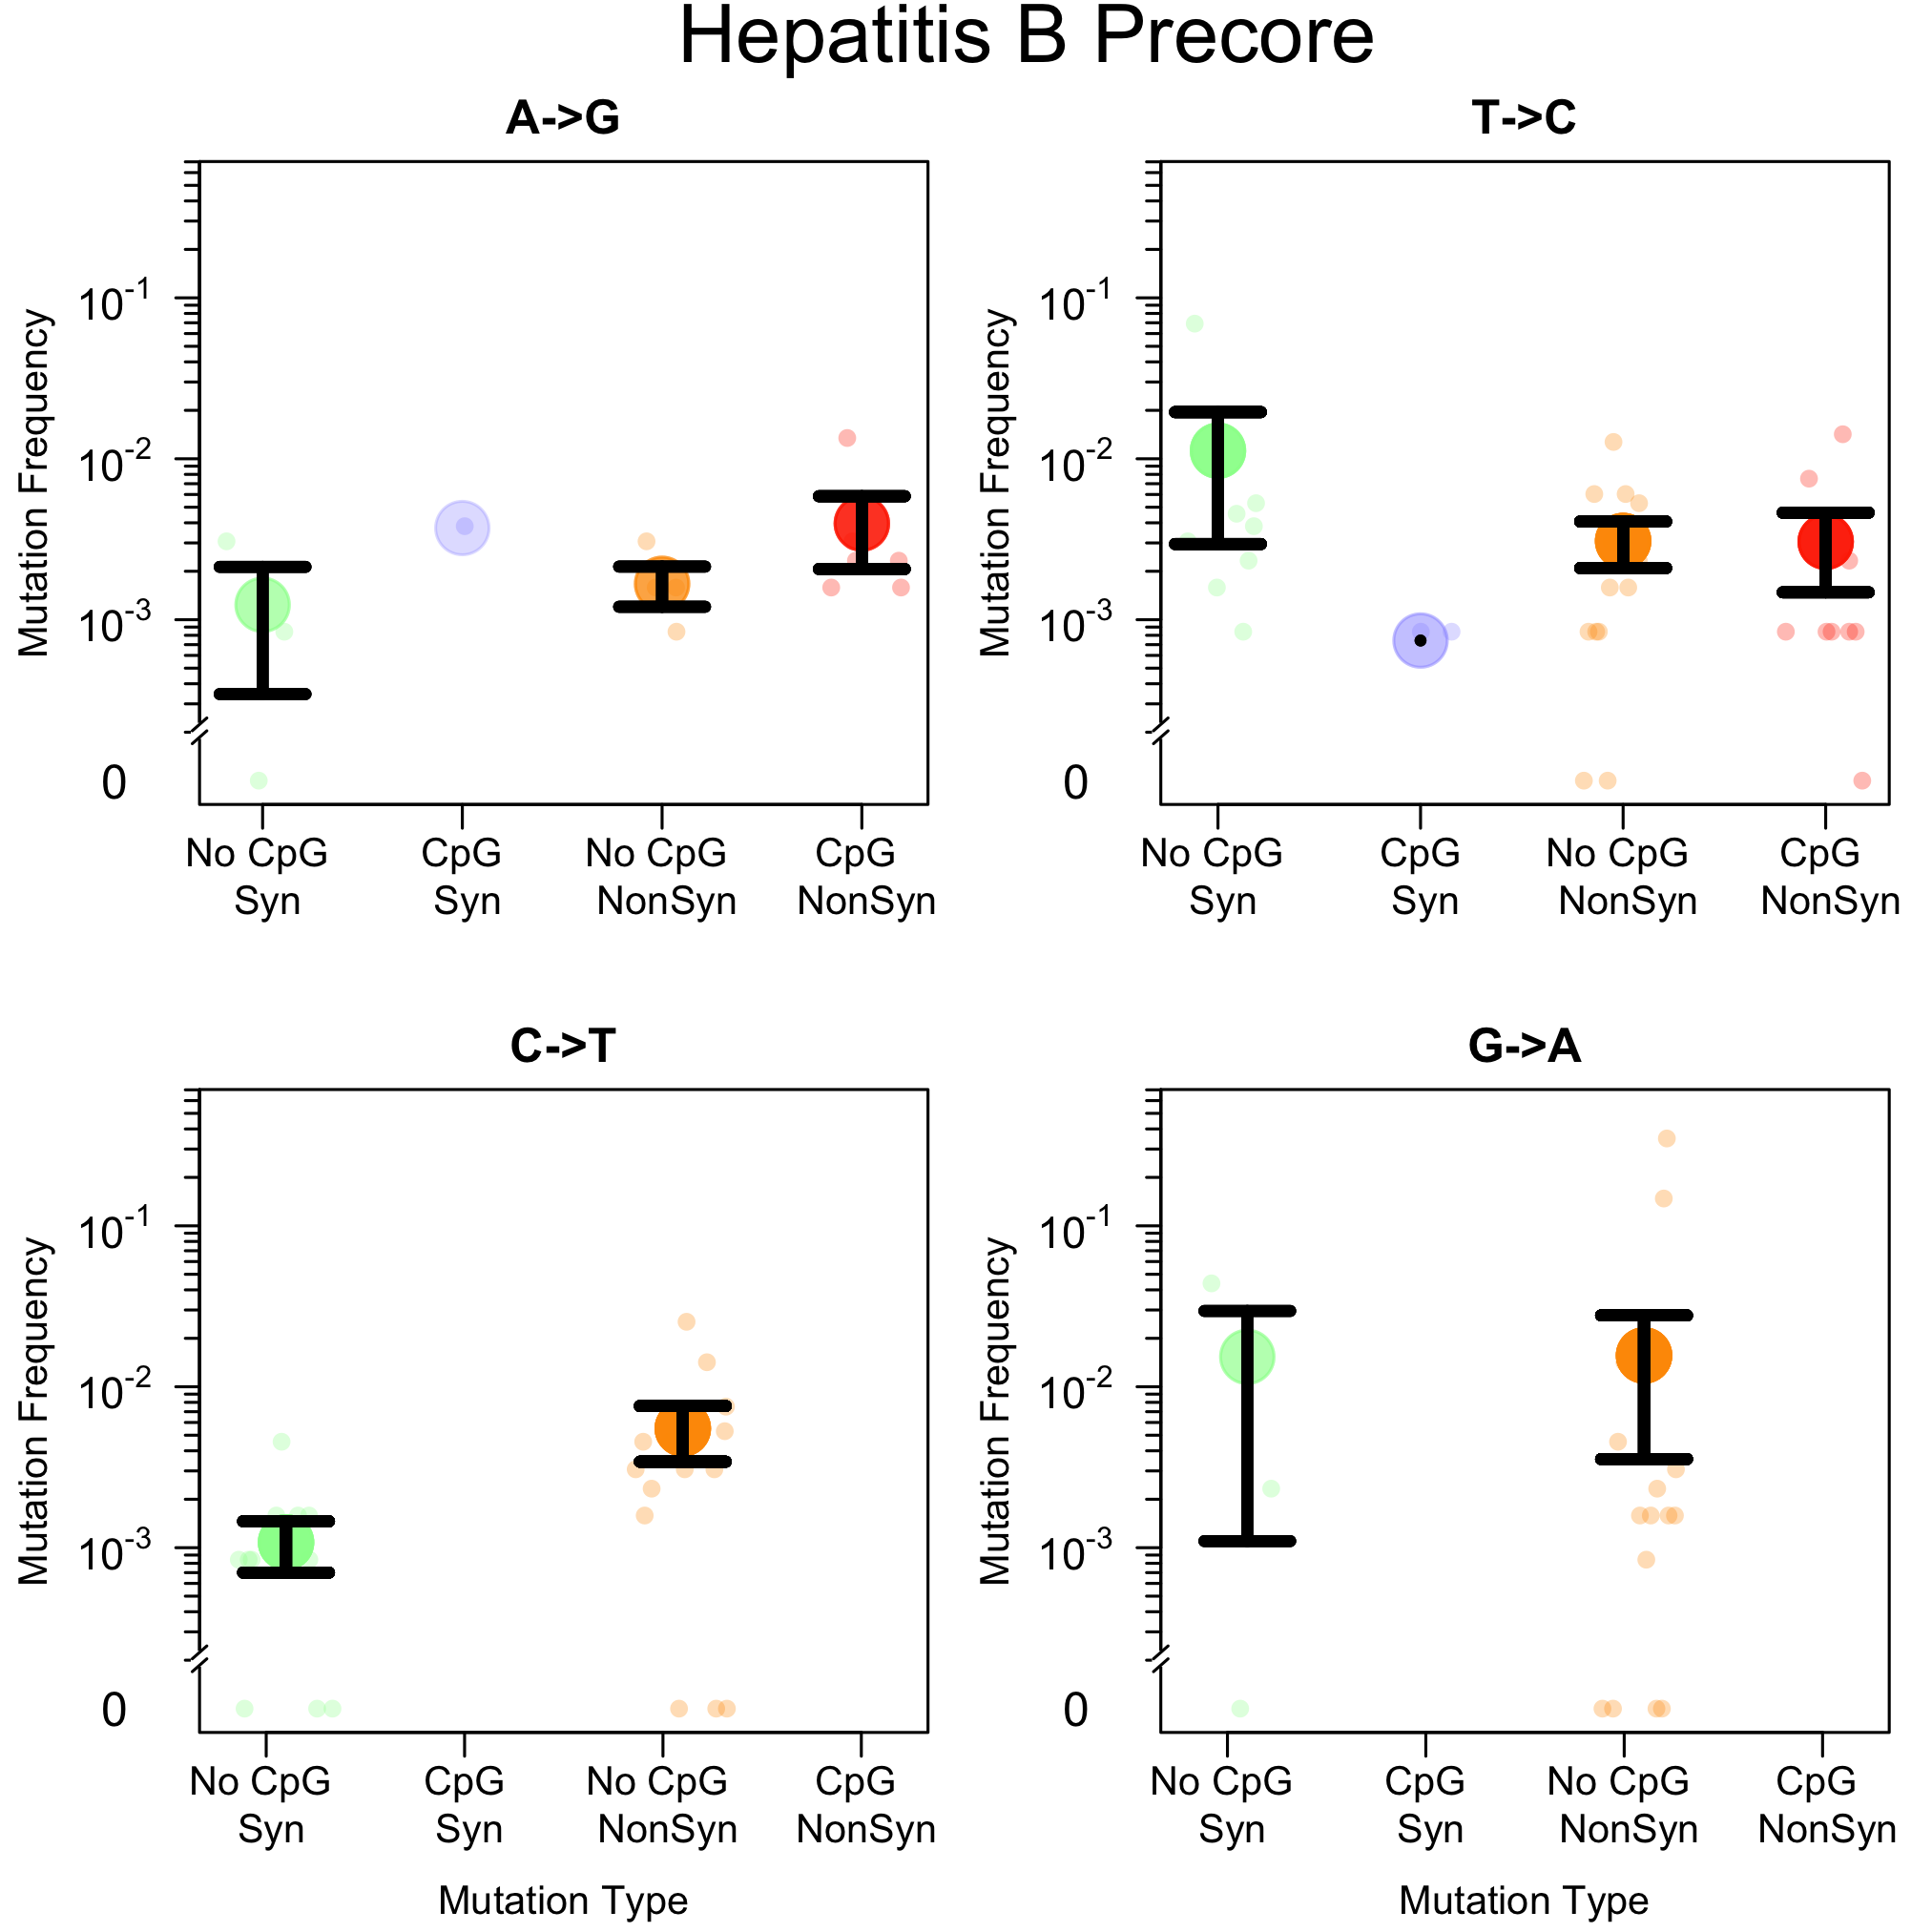 Hepatitis B Precore
A->G
Mutation Frequency
10-1
10-2
10-3
0
No CpG CpG No CpG CpG
Syn Syn NonSyn NonSyn
T->C
Mutation Frequency
10-1
10-2
10-3
0
No CpG CpG No CpG CpG
Syn Syn NonSyn NonSyn
C->T
Mutation Frequency
10-1
10-2
10-3
0
No CpG CpG No CpG CpG
Syn Syn NonSyn NonSyn
Mutation Type
G->A
Mutation Frequency
10-1
10-2
10-3
0
No CpG CpG No CpG CpG
Syn Syn NonSyn NonSyn
Mutation Type